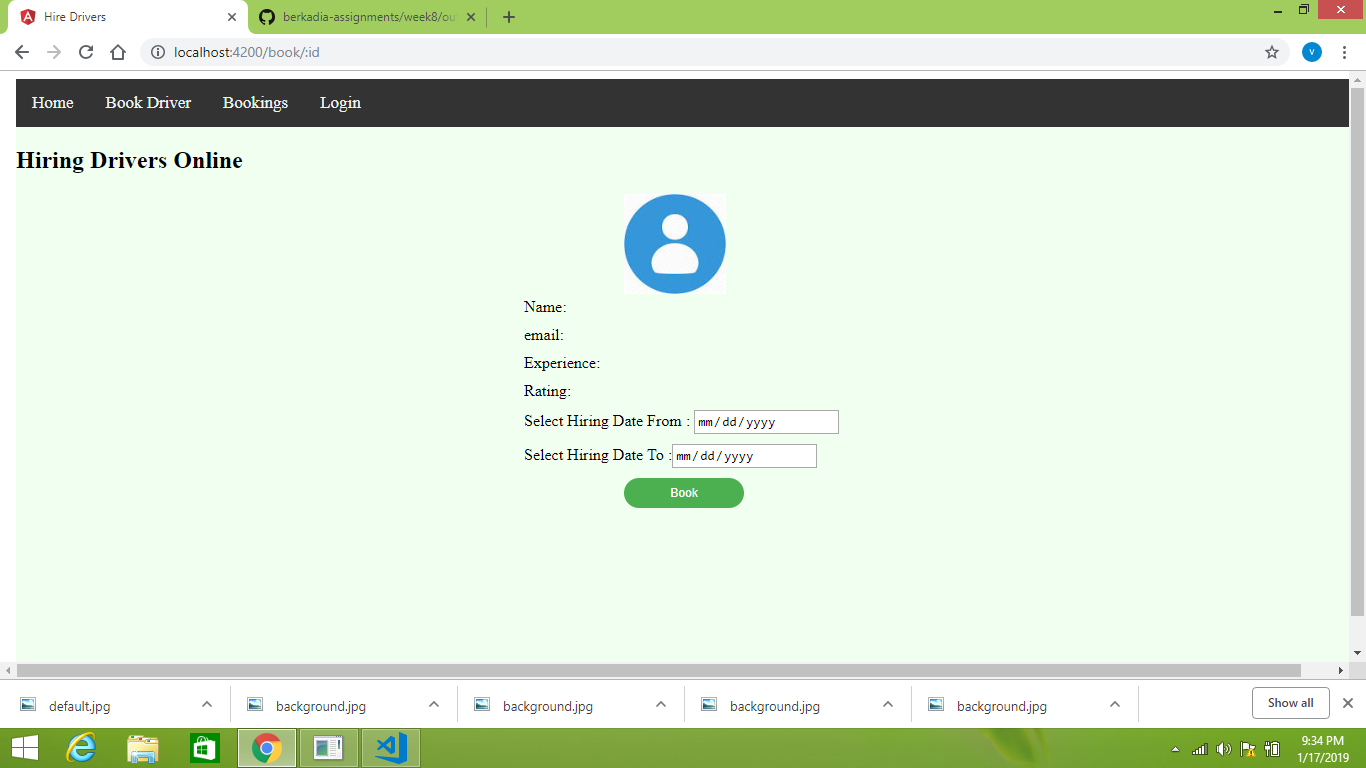 Hire Drivers
berkadia-assignments/week8/ou
localhost:4200/book/:id
V
Home Book Driver Bookings Login
Hiring Drivers Online
Name:
email:
Experience:
Rating:
Select Hiring Date From : mm/dd/yyyy
Select Hiring Date To : mm/dd/yyyy
Book
default.jpg background.jpg background.jpg background.jpg background.jpg Show all
9:34 PM
1/17/2019